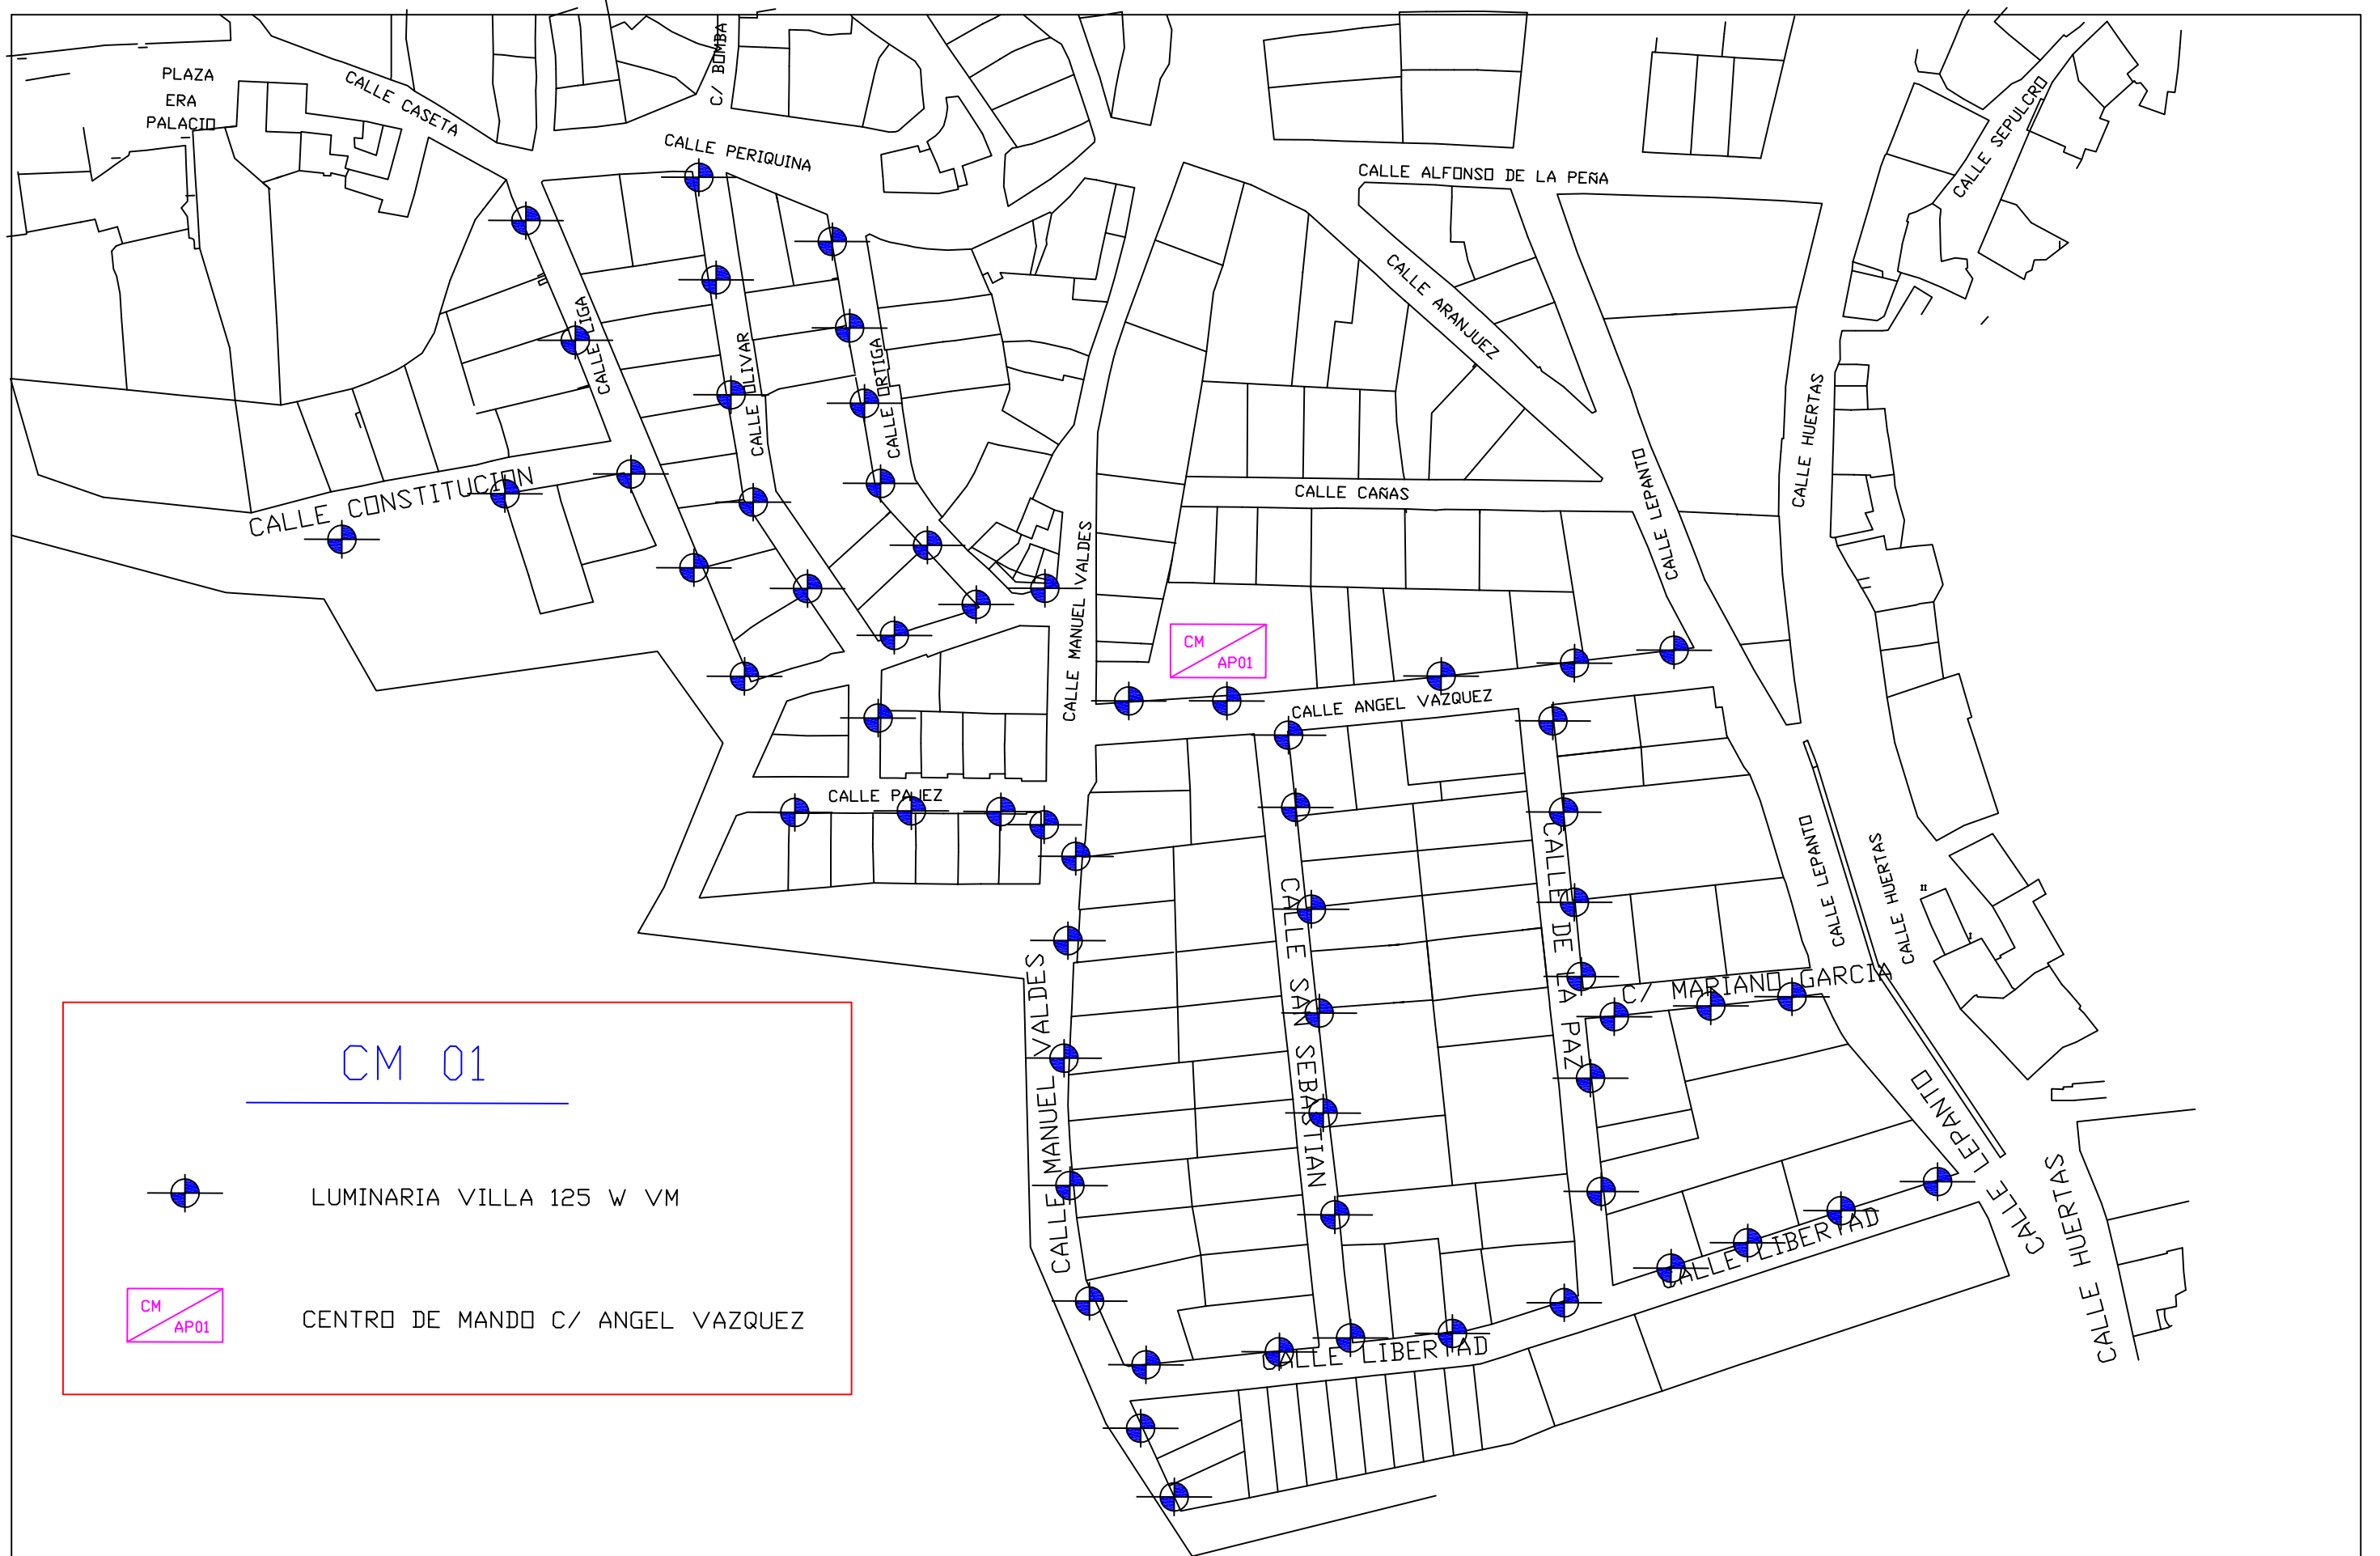 PLAZA
ERA
PALACIO
CALLE CASETA
C/ BOMBA
CALLE PERIQUINA
CALLE ALFONSO DE LA PEÑA
CALLE SEPULCRO
CALLE LIGA
CALLE OLIVAR
CALLE ORTIGA
CALLE ARANJUEZ
CALLE HUERTAS
CALLE CONSTITUCION
CALLE CAÑAS
CALLE LEPANTO
CALLE MANUEL VALDES
CM
AP01
CALLE ANGEL VAZQUEZ
CALLE PAJEZ
CALLE LEPANTO
CALLE HUERTAS
CALLE SAN SEBASTIAN
CALLE DE LA PAZ
C/ MARIANO GARCIA
CALLE MANUEL VALDES
CALLE LEPANTO
CALLE HUERTAS
CALLE LIBERTAD
CALLE LIBERTAD
CM 01
LUMINARIA VILLA 125 W VM
CM
AP01
CENTRO DE MANDO C/ ANGEL VAZQUEZ